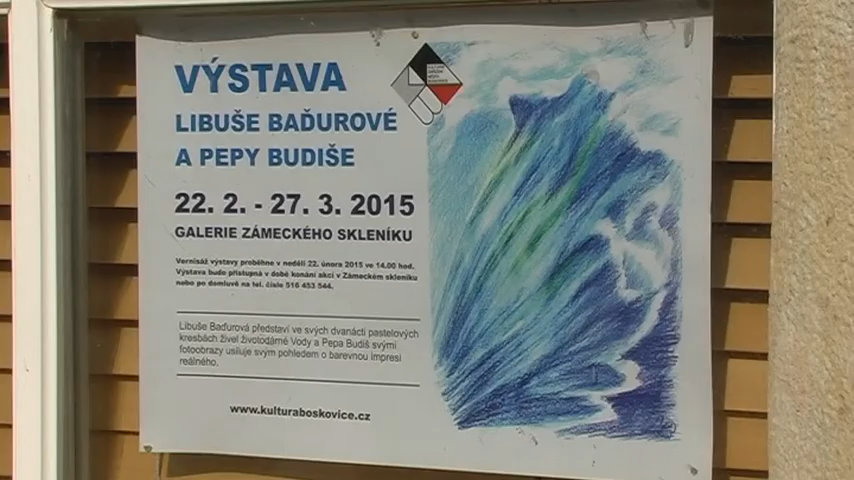 VÝSTAVA
LIBUŠE BAĎUROVÉ
A PEPY BUDIŠE
22. 2. - 27. 3. 2015
GALERIE ZÁMECKÉHO SKLENÍKU
Vernisáž výstavy proběhne v neděli 22. února 2015 ve 14.00 hod.
Výstava bude přístupná v době konání akcí v Zámeckém skleníku
nebo po domluvě na tel. čísle 516 453 544.
Libuše Baďurová představí ve svých dvanácti pastelových
kresbách živel životodárné Vody a Pepa Budiš svými
fotoobrazy usiluje svým pohledem o barevnou impresi
reálného.
www.kulturaboskovice.cz